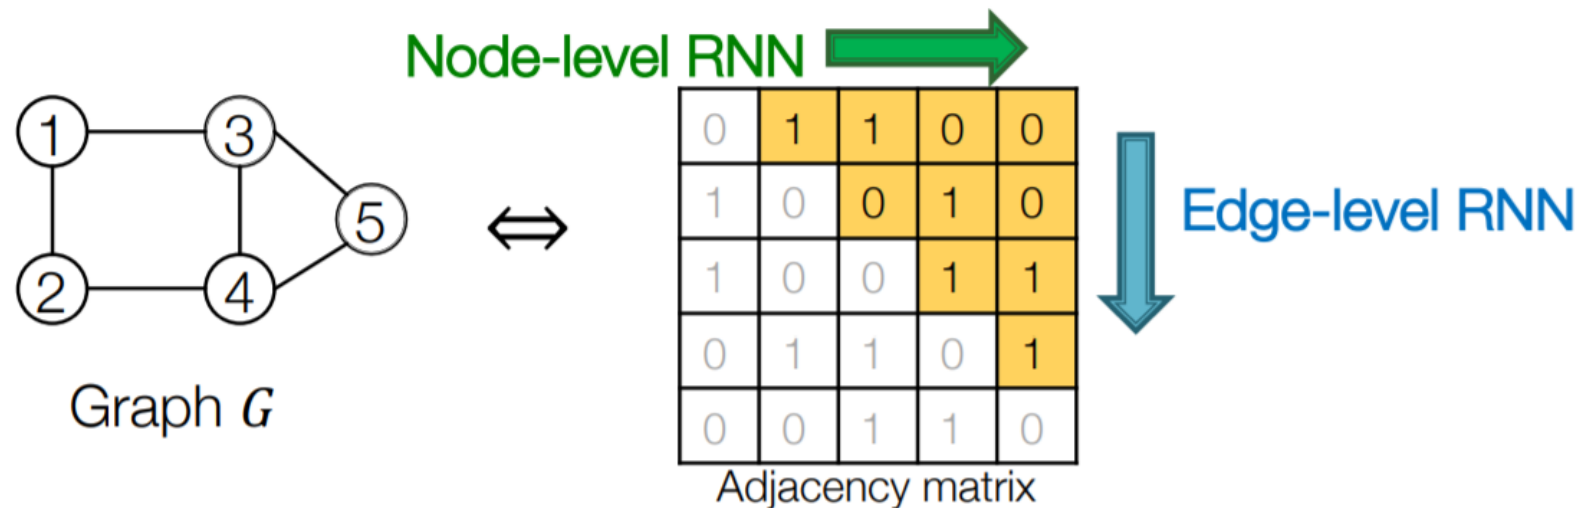 Node-level RNN
1 3
5
2 4
Graph G
⇔
0 1 1 0 0
1 0 0 1 0
1 0 0 1 1
0 1 1 0 1
0 0 1 1 0
Adjacency matrix
Edge-level RNN